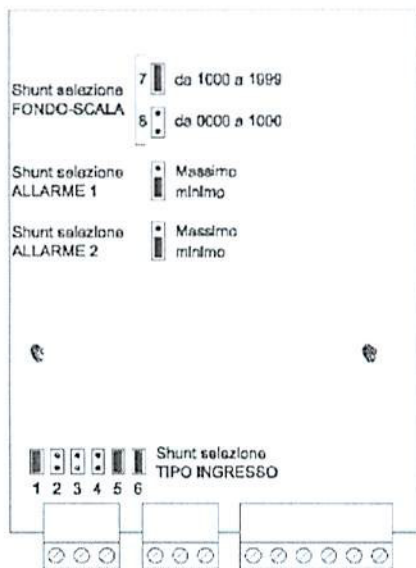 Shunt selezione
FONDO-SCALA
7 da 1000 a 1999
8 da 0000 a 1000
Shunt selezione
ALLARME 1
Massimo
minimo
Shunt selezione
ALLARME 2
Massimo
minimo
Shunt selezione
TIPO INGRESSO
1 2 3 4 5 6